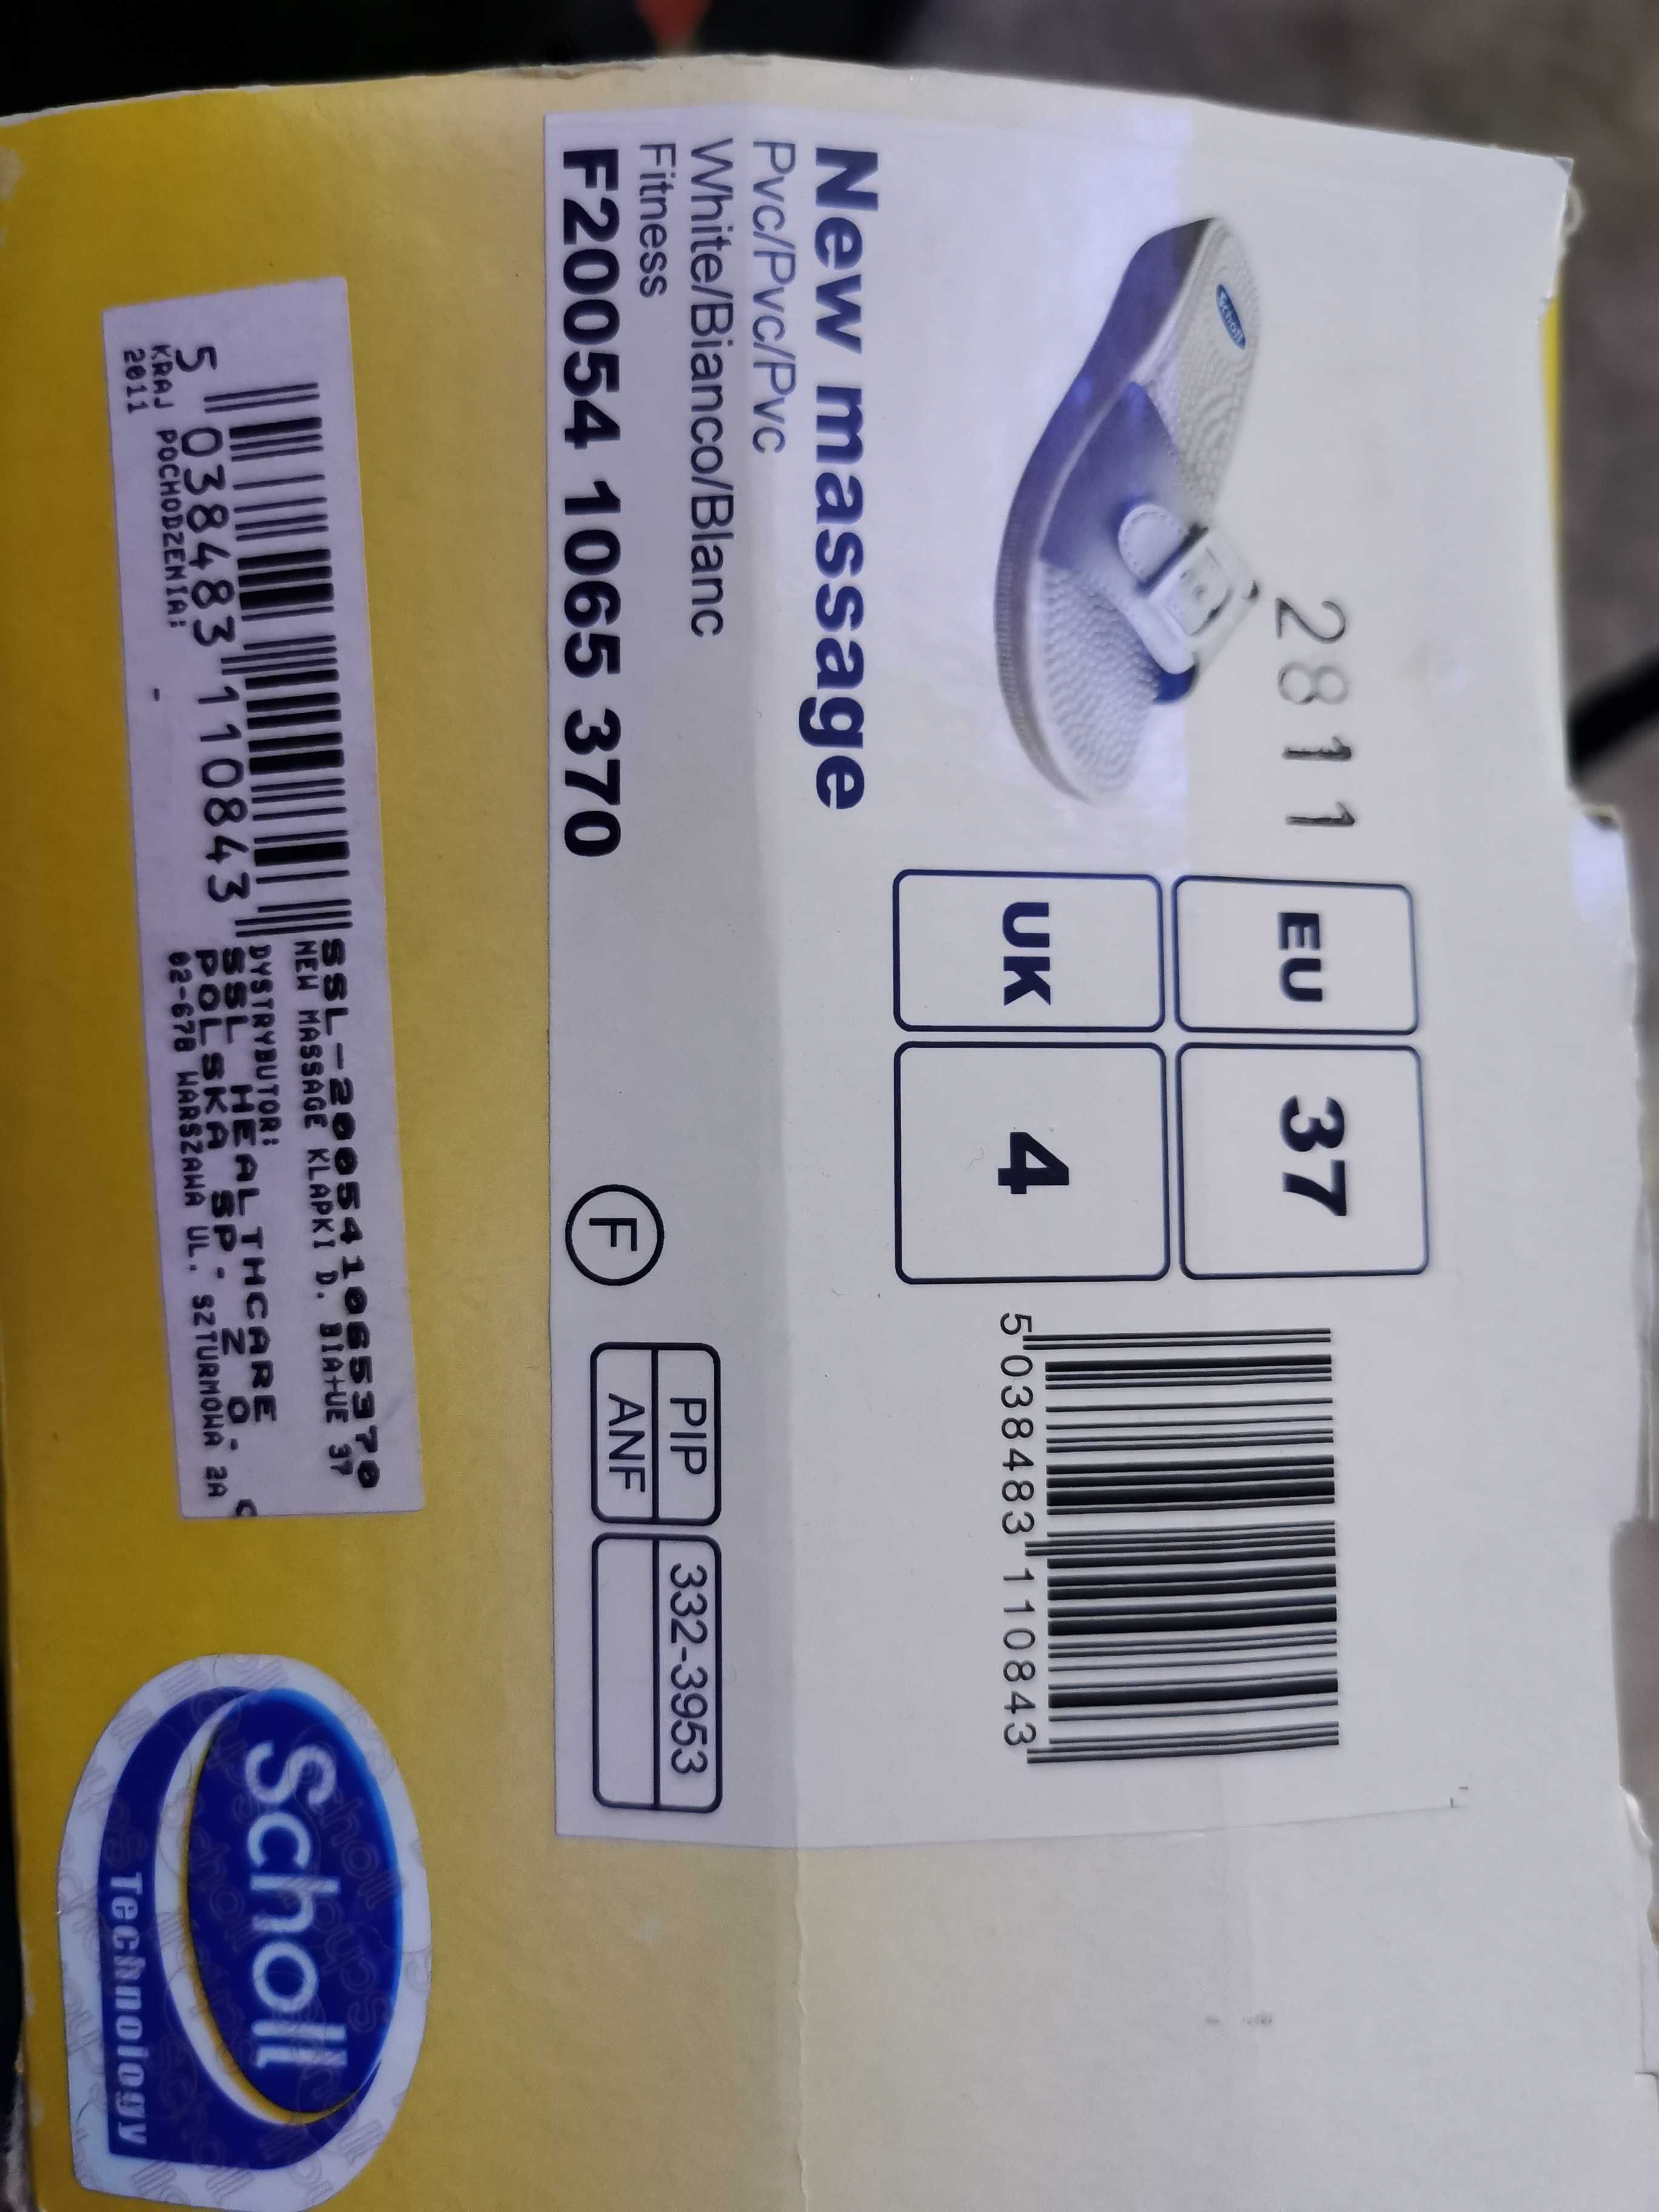 Scholl
2811
EU 37
UK 4
5 038483 110843
New massage
Pvc/Pvc/Pvc
White/Bianco/Blanc
Fitness
F20054 1065 370
F
PIP 332-3953
ANF
SSL-200541065370
NEW MASSAGE KLAPKI D. BIA+UE 37
DYSTRYBUTOR:
SSL HEALTHCARE
POLSKA SP. Z O.
02-678 WARSZAWA UL. SZTURMOWA 2A
5 038483 110843
KRAJ POCHODZENIA: -
2011
Scholl
Technology